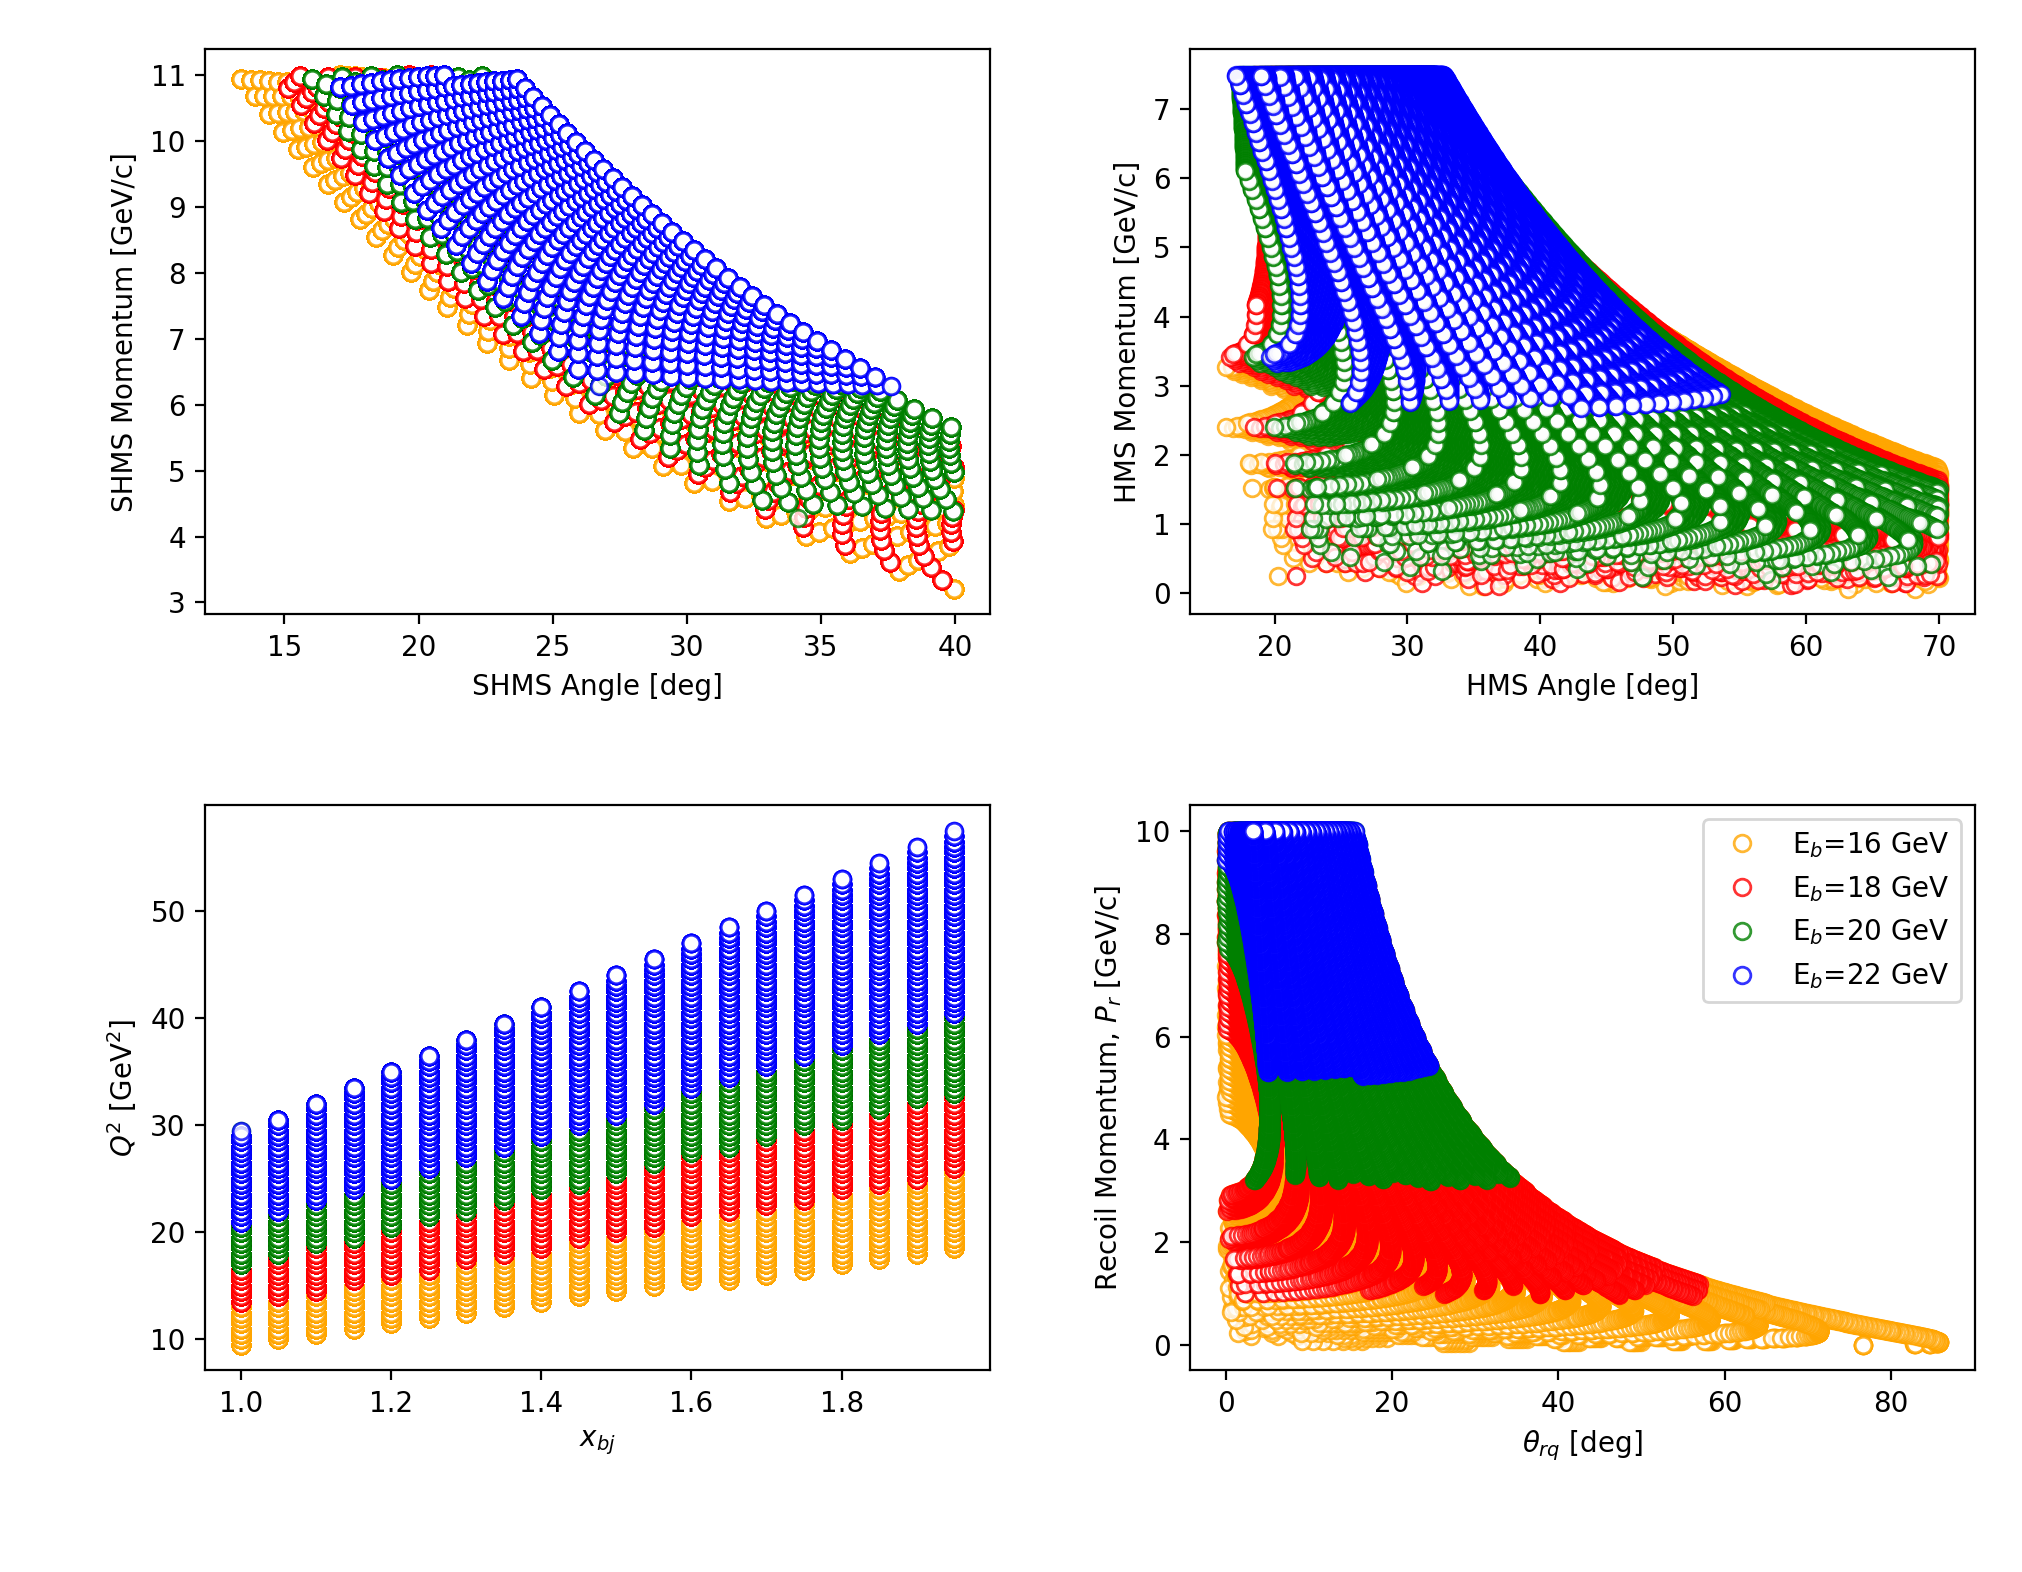 11
10
9
8
7
6
5
4
3
SHMS Momentum [GeV/c]
15 20 25 30 35 40
SHMS Angle [deg]
7
6
5
4
3
2
1
0
HMS Momentum [GeV/c]
20 30 40 50 60 70
HMS Angle [deg]
50
40
30
20
10
Q² [GeV²]
1.0 1.2 1.4 1.6 1.8
x_{bj}
10
8
6
4
2
0
Recoil Momentum, P_r [GeV/c]
E_b=16 GeV
E_b=18 GeV
E_b=20 GeV
E_b=22 GeV
0 20 40 60 80
θ_{rq} [deg]